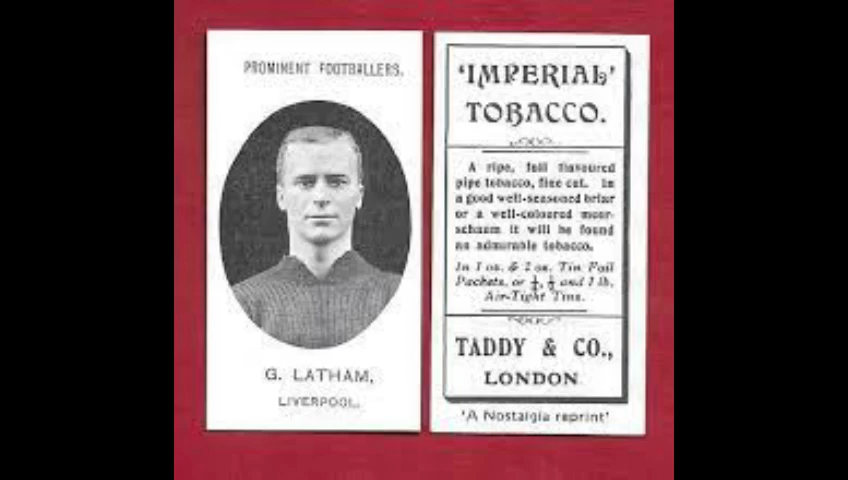 PROMINENT FOOTBALLERS.
G. LATHAM,
LIVERPOOL.
'IMPERIAL'
TOBACCO.
A ripe, full flavoured
pipe tobacco, fine cut. In
a good well-seasoned briar
or a well-coloured meer-
schaum it will be found
an admirable tobacco.
In 1 oz. & 2 oz. Tin Foil
Packets, or ¼, ½ and 1 lb.
Air-Tight Tins.
TADDY & CO.,
LONDON
'A Nostalgia reprint'